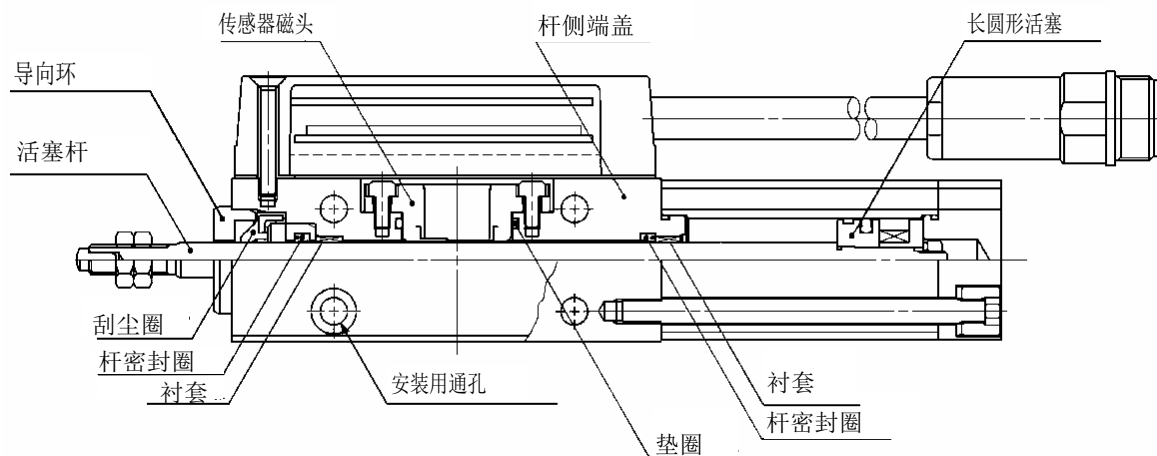 传感器磁头
杆侧端盖
长圆形活塞
导向环
活塞杆
刮尘圈
杆密封圈
衬套...
安装用通孔
衬套
杆密封圈
垫圈